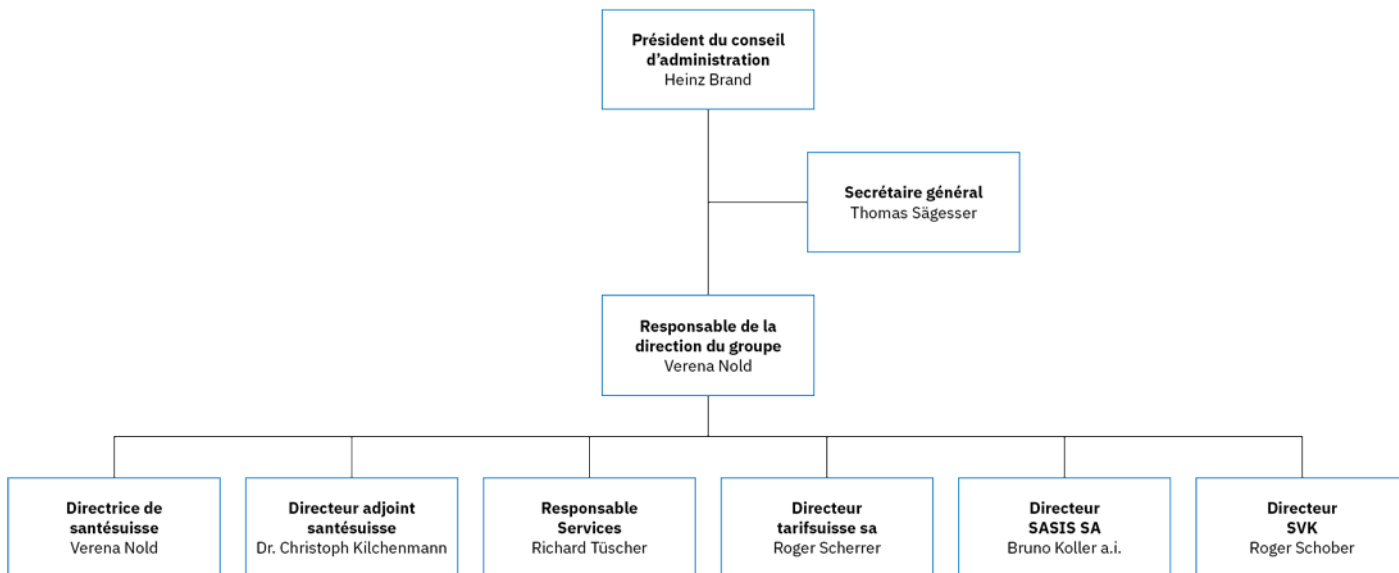 Président du conseil
d'administration
Heinz Brand
Secrétaire général
Thomas Sägesser
Responsable de la
direction du groupe
Verena Nold
Directrice de
santésuisse
Verena Nold
Directeur adjoint
santésuisse
Dr. Christoph Kilchenmann
Responsable
Services
Richard Tüscher
Directeur
tarifsuisse sa
Roger Scherrer
Directeur
SASIS SA
Bruno Koller a.i.
Directeur
SVK
Roger Schober